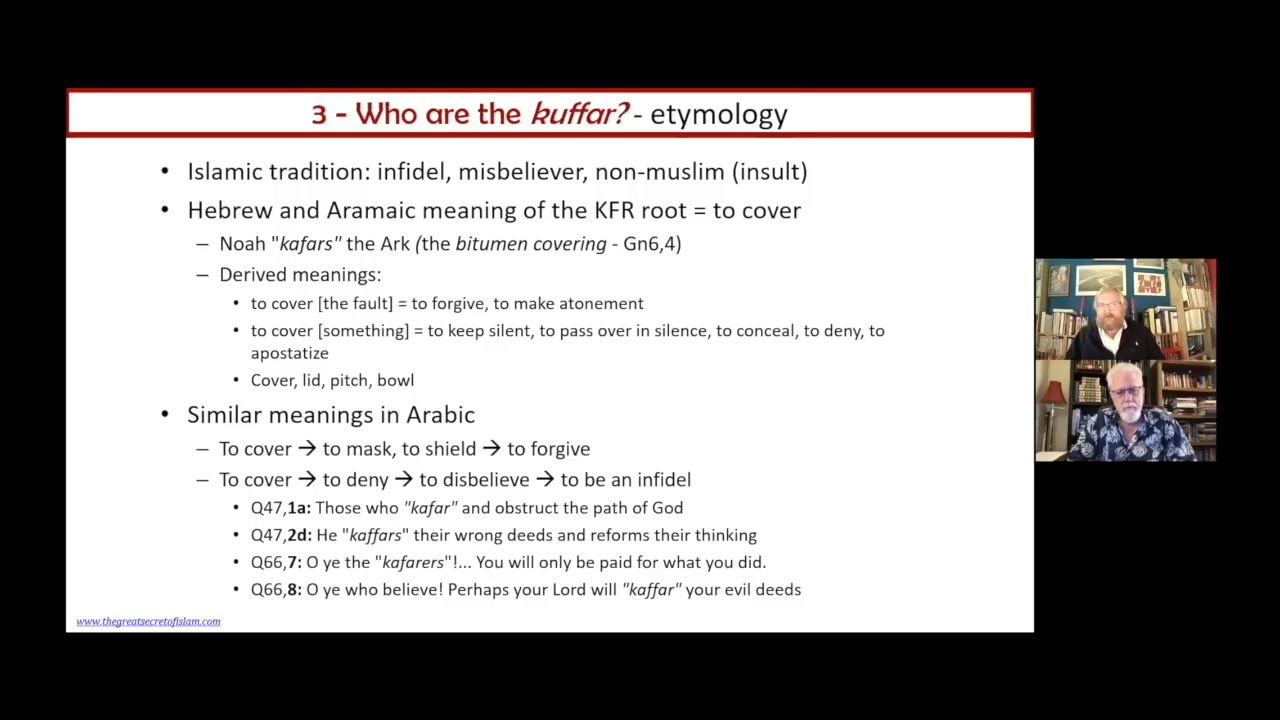 3 - Who are the kuffar? - etymology
• Islamic tradition: infidel, misbeliever, non-muslim (insult)
• Hebrew and Aramaic meaning of the KFR root = to cover
– Noah "kafars" the Ark (the bitumen covering - Gn6,4)
– Derived meanings:
• to cover [the fault] = to forgive, to make atonement
• to cover [something] = to keep silent, to pass over in silence, to conceal, to deny, to
apostatize
• Cover, lid, pitch, bowl
• Similar meanings in Arabic
– To cover → to mask, to shield → to forgive
– To cover → to deny → to disbelieve → to be an infidel
• Q47,1a: Those who "kafar" and obstruct the path of God
• Q47,2d: He "kaffars" their wrong deeds and reforms their thinking
• Q66,7: O ye the "kafarers"!... You will only be paid for what you did.
• Q66,8: O ye who believe! Perhaps your Lord will "kaffar" your evil deeds
www.thegreatsecretofislam.com